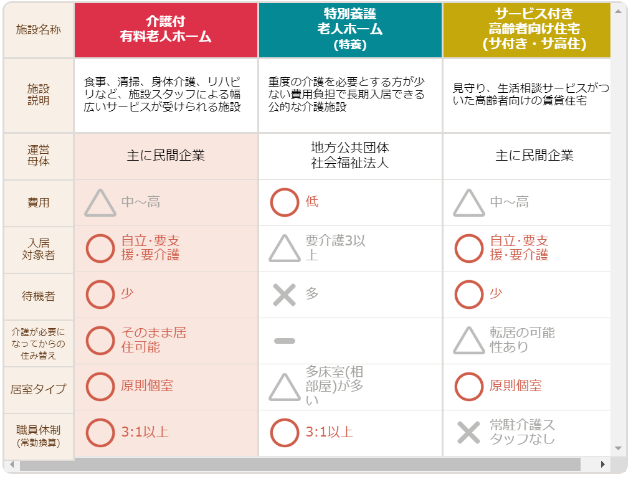 施設名称
介護付
有料老人ホーム
特別養護
老人ホーム
(特養)
サービス付き
高齢者向け住宅
(サ付き・サ高住)
施設
説明
食事、清掃、身体介護、リハビ
リなど、施設スタッフによる幅
広いサービスが受けられる施設
重度の介護を必要とする方が少
ない費用負担で長期入居できる
公的な介護施設
見守り、生活相談サービスがつ
いた高齢者向けの賃貸住宅
運営
母体
主に民間企業
地方公共団体
社会福祉法人
主に民間企業
費用
中～高
低
中～高
入居
対象者
自立・要支
援・要介護
要介護3以
上
自立・要支
援・要介護
待機者
少
多
少
介護が必要に
なってからの
住み替え
そのまま居
住可能
転居の可能
性あり
居室タイプ
原則個室
多床室(相
部屋)が多
い
原則個室
職員体制
(常勤換算)
3:1以上
3:1以上
常駐介護ス
タッフなし